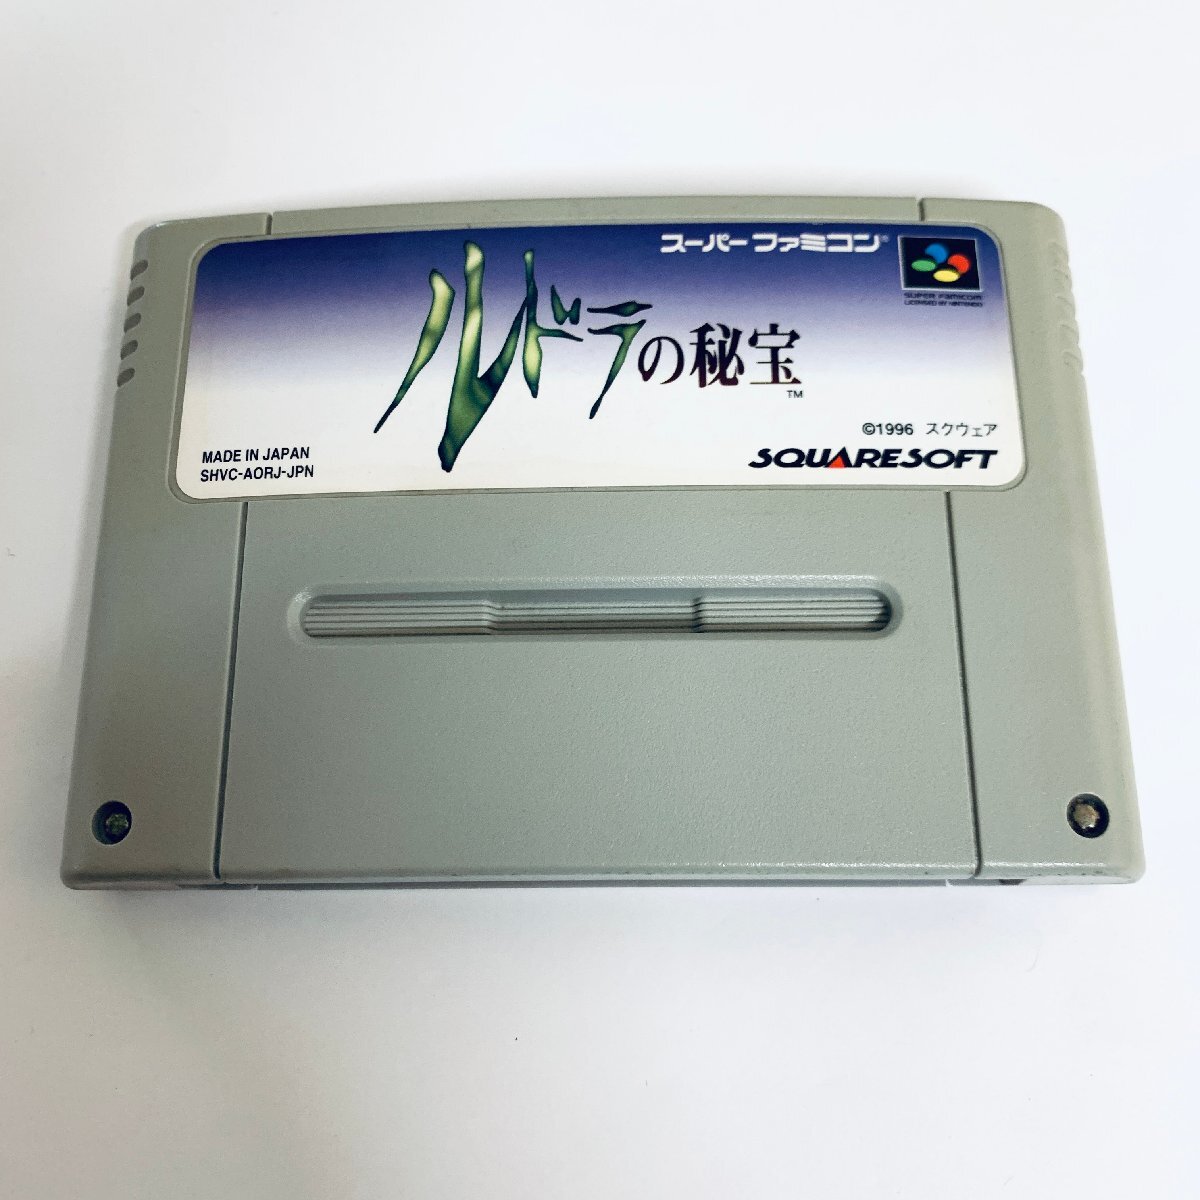 スーパーファミコン®
SUPER FAMICOM
LICENSED BY NINTENDO
ルドラの秘宝
TM
©1996 スクウェア
SQUARESOFT
MADE IN JAPAN
SHVC-AORJ-JPN